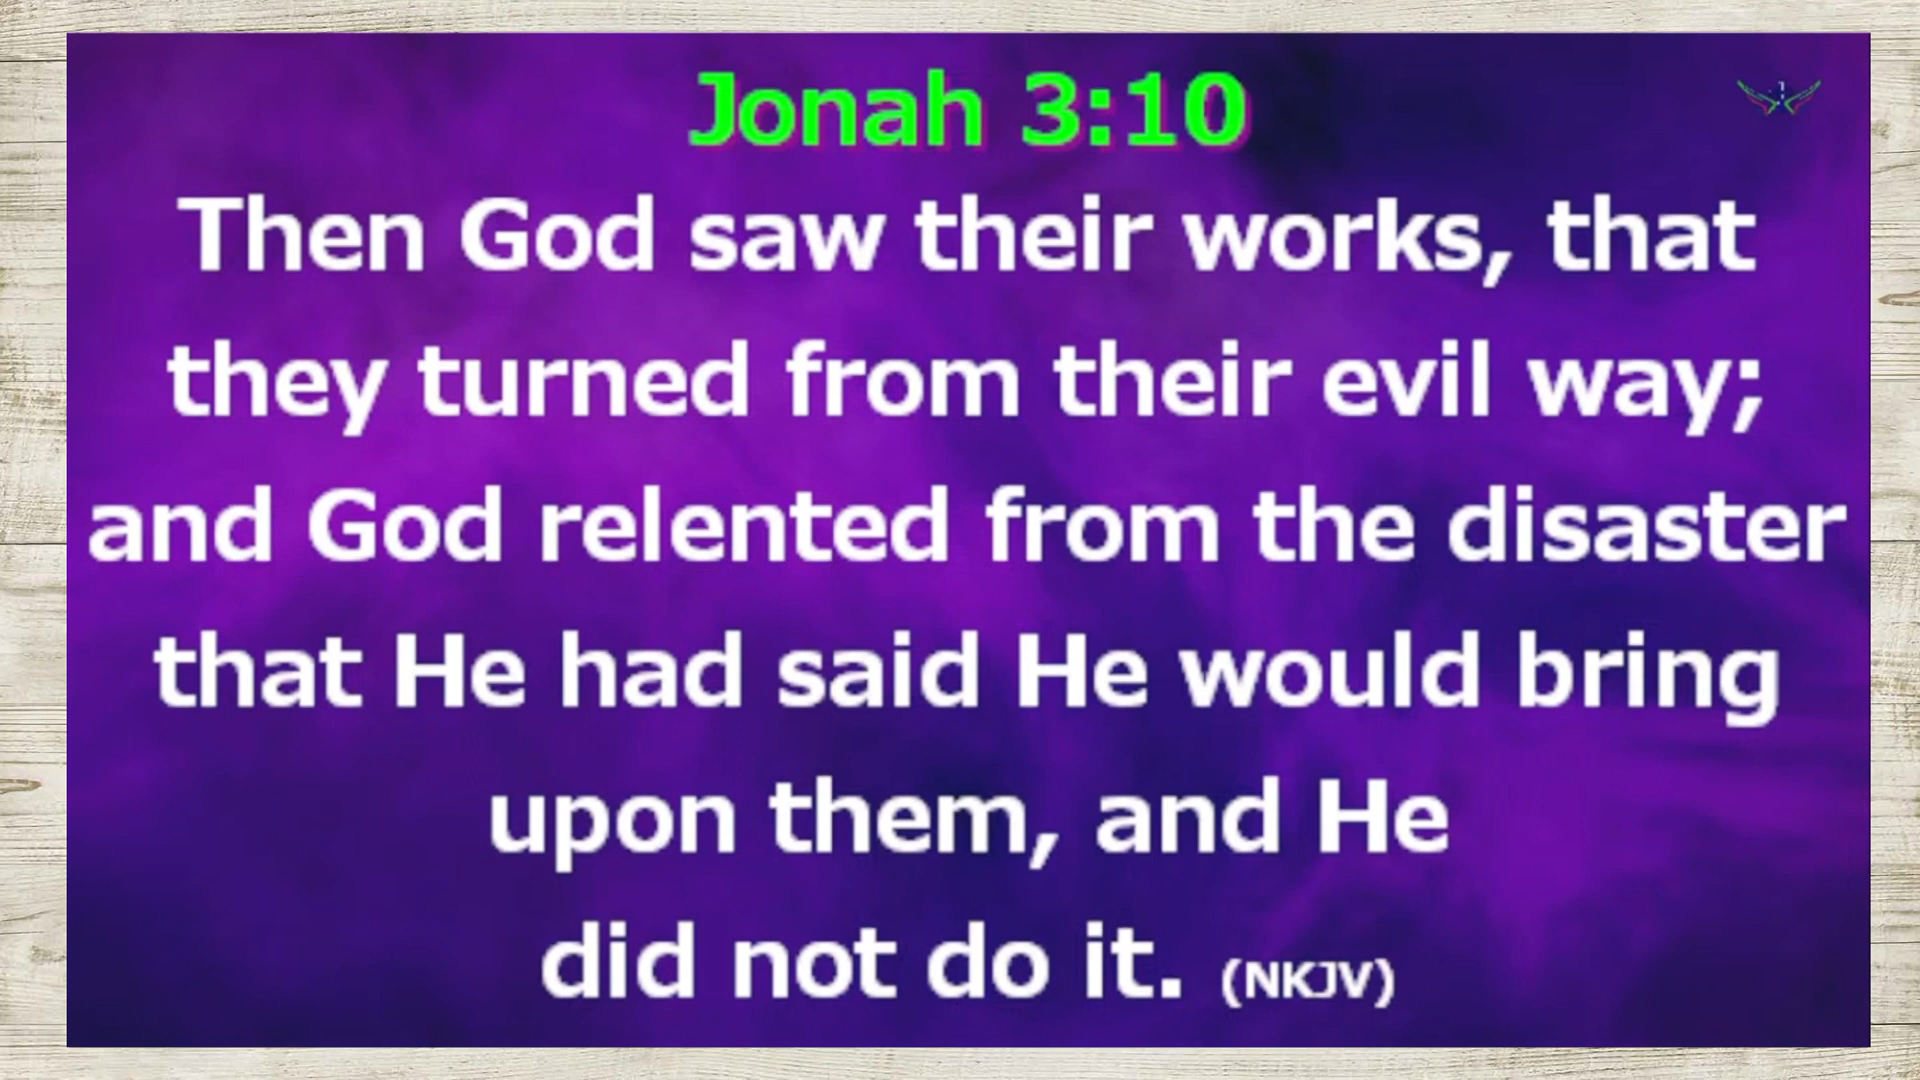 Jonah 3:10
Then God saw their works, that
they turned from their evil way;
and God relented from the disaster
that He had said He would bring
upon them, and He
did not do it. (NKJV)